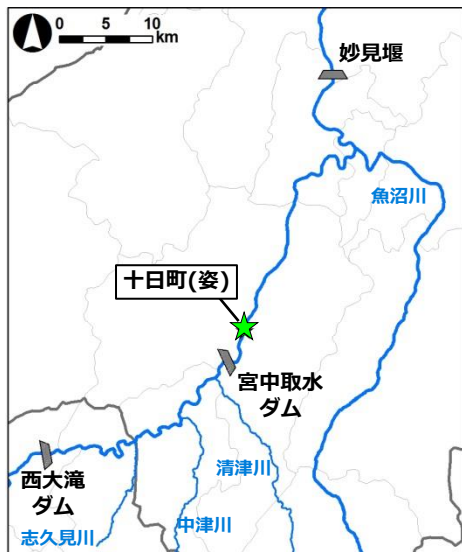 0 5 10
km
妙見堰
魚沼川
十日町(姿)
宮中取水
ダム
清津川
西大滝
ダム
中津川
志久見川